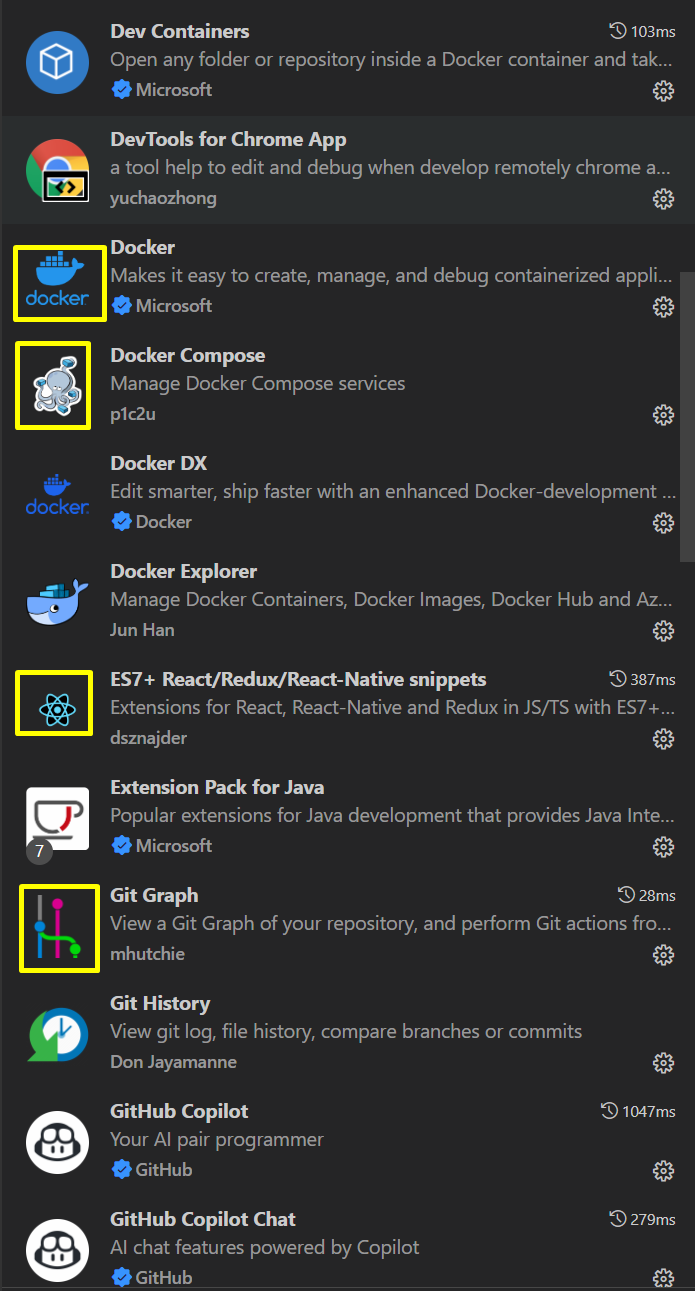 Dev Containers 103ms
Open any folder or repository inside a Docker container and tak...
Microsoft
DevTools for Chrome App
a tool help to edit and debug when develop remotely chrome a...
yuchaozhong
docker
Docker
Makes it easy to create, manage, and debug containerized appli...
Microsoft
Docker Compose
Manage Docker Compose services
p1c2u
docker
Docker DX
Edit smarter, ship faster with an enhanced Docker-development ...
Docker
Docker Explorer
Manage Docker Containers, Docker Images, Docker Hub and Az...
Jun Han
ES7+ React/Redux/React-Native snippets 387ms
Extensions for React, React-Native and Redux in JS/TS with ES7+...
dsznajder
7
Extension Pack for Java
Popular extensions for Java development that provides Java Inte...
Microsoft
Git Graph 28ms
View a Git Graph of your repository, and perform Git actions fro...
mhutchie
Git History
View git log, file history, compare branches or commits
Don Jayamanne
GitHub Copilot 1047ms
Your AI pair programmer
GitHub
GitHub Copilot Chat 279ms
AI chat features powered by Copilot
GitHub